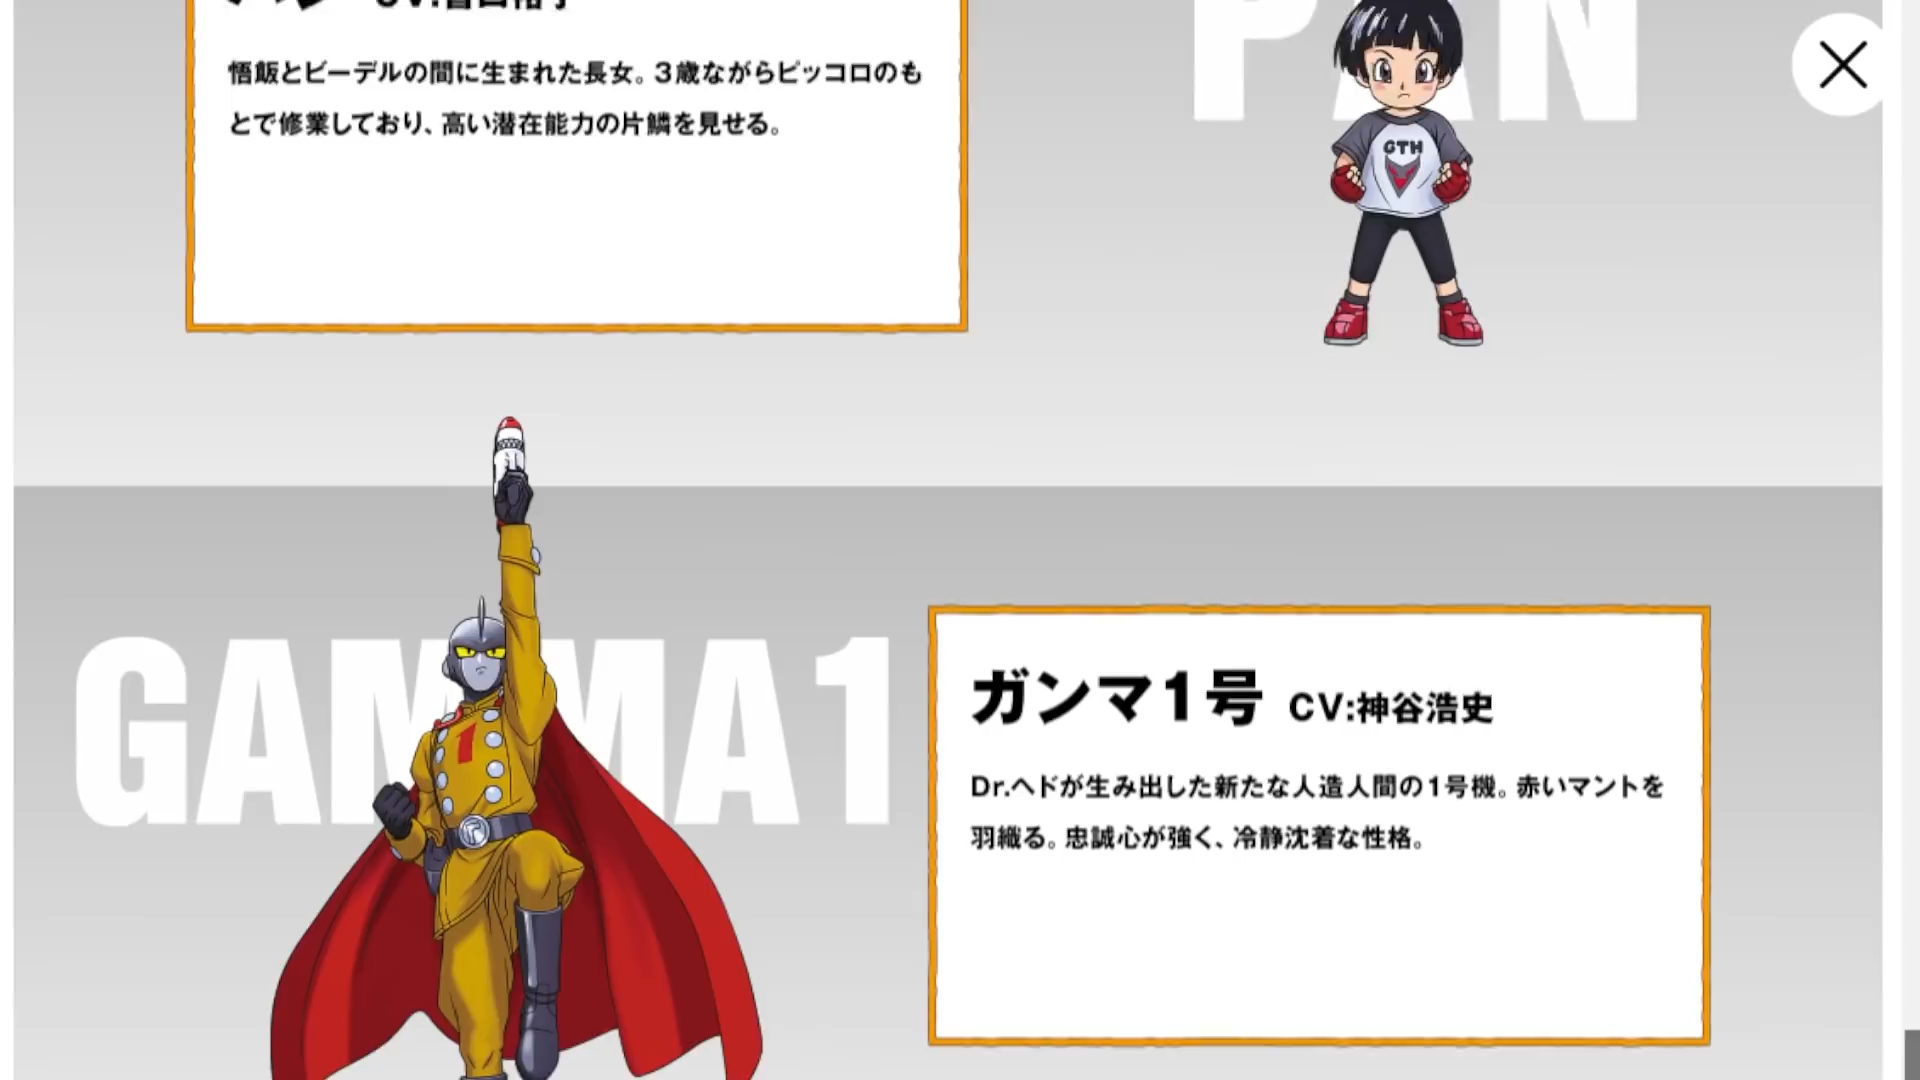 悟飯とビーデルの間に生まれた長女。3歳ながらピッコロのも
とで修業しており、高い潜在能力の片鱗を見せる。
PAN
GTH
GAMMA1
1
ガンマ1号 CV:神谷浩史
Dr.ヘドが生み出した新たな人造人間の1号機。赤いマントを
羽織る。忠誠心が強く、冷静沈着な性格。